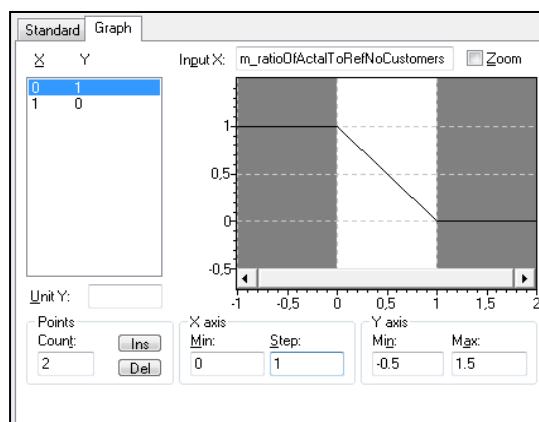 Standard Graph
X Y Input X: m_ratioOfActalToRefNoCustomers Zoom
0 1
1 0
1
0,5
0
-0,5
-1 -0,5 0 0,5 1 1,5 2
Unit Y:
Points X axis Y axis
Count: Ins Min: Step: Min: Max:
2 Del 0 1 -0.5 1.5